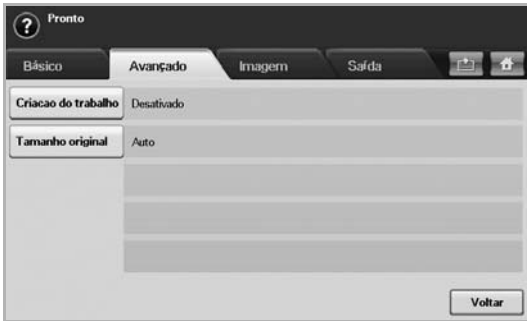 ? Pronto
Básico Avançado Imagem Saída
Criacao do trabalho Desativado
Tamanho original Auto
Voltar